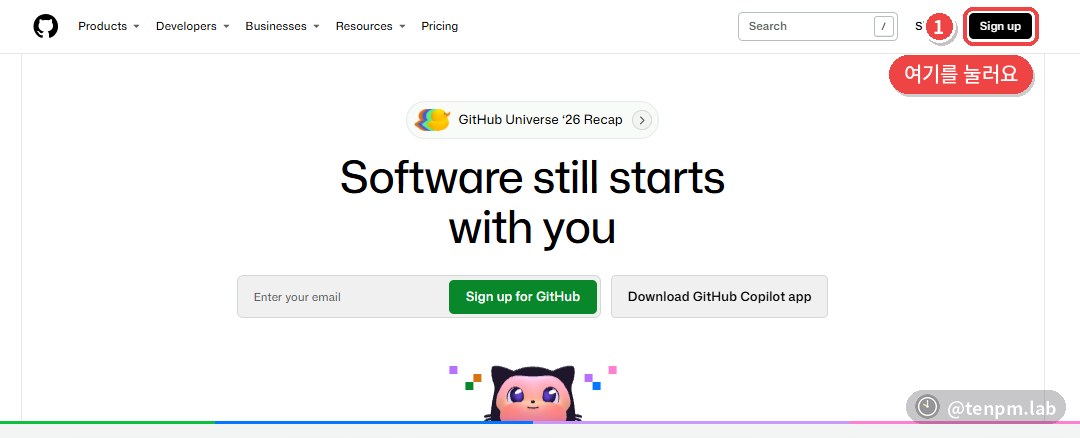 Products
Developers
Businesses
Resources
Pricing
Search
/
1
Sign up
여기를 눌러요
GitHub Universe ‘26 Recap
Software still starts
with you
Enter your email
Sign up for GitHub
Download GitHub Copilot app
@tenpm.lab